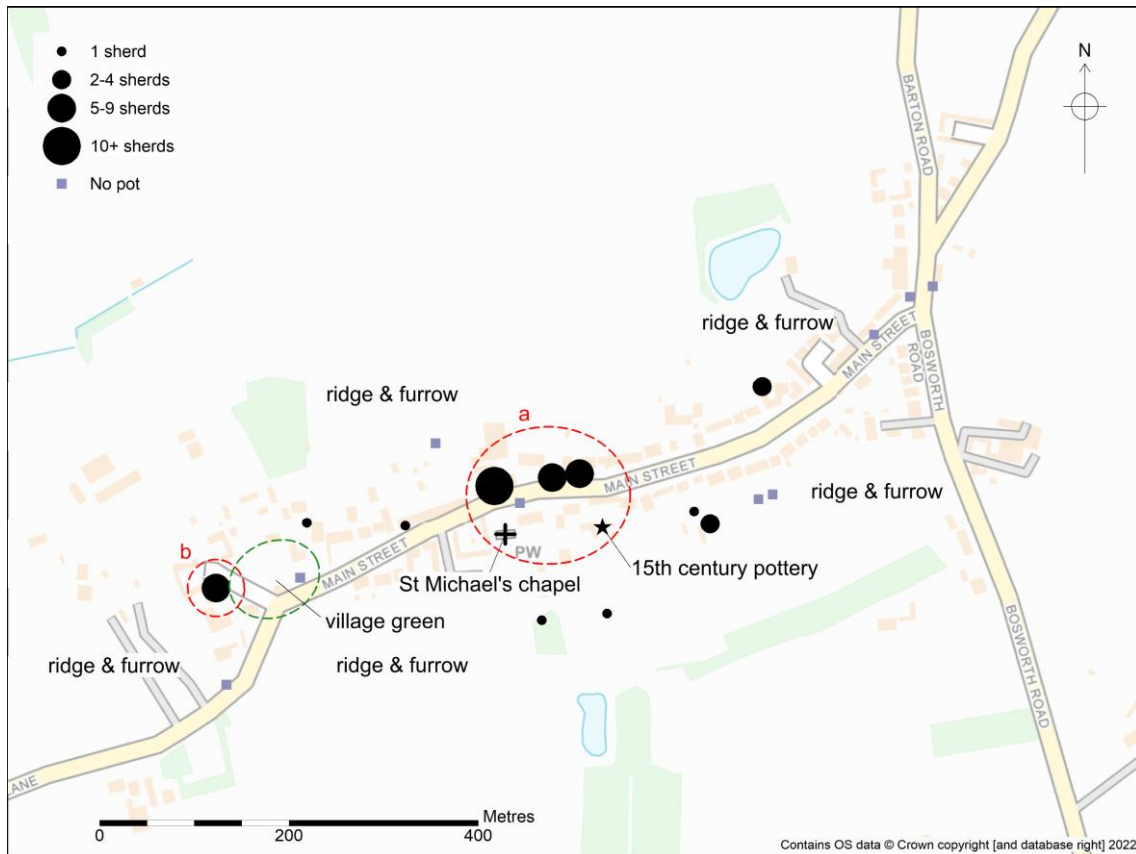 1 sherd
2-4 sherds
5-9 sherds
10+ sherds
No pot
N
BARTON ROAD
ridge & furrow
MAIN STREET
BOSWORTH
ROAD
ridge & furrow
a
MAIN STREET
ridge & furrow
b
MAIN STREET
PW
15th century pottery
St Michael's chapel
village green
ridge & furrow
ridge & furrow
BOSWORTH ROAD
LANE
Metres
0
200
400
Contains OS data © Crown copyright [and database right] 2022